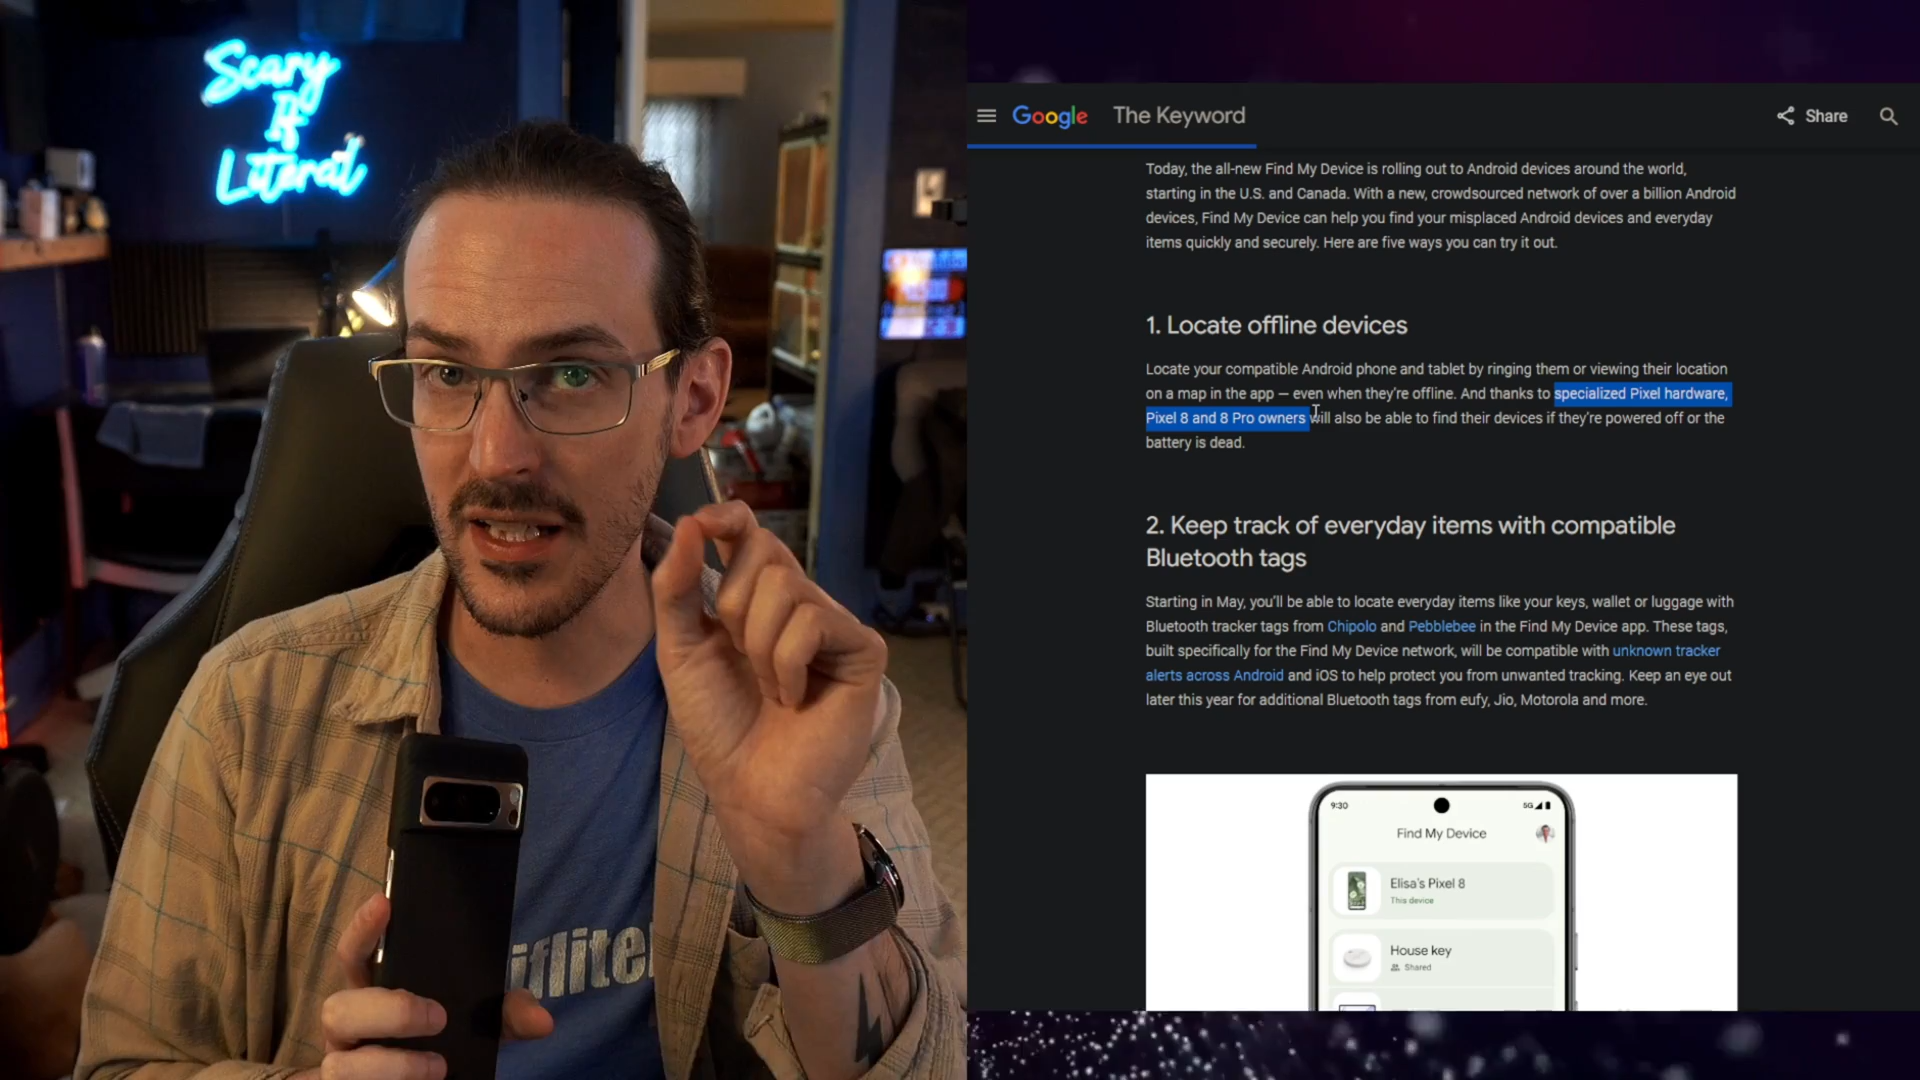 Scary
If
Literal
iflite
Google The Keyword
Share
Today, the all-new Find My Device is rolling out to Android devices around the world,
starting in the U.S. and Canada. With a new, crowdsourced network of over a billion Android
devices, Find My Device can help you find your misplaced Android devices and everyday
items quickly and securely. Here are five ways you can try it out.
1. Locate offline devices
Locate your compatible Android phone and tablet by ringing them or viewing their location
on a map in the app — even when they're offline. And thanks to specialized Pixel hardware,
Pixel 8 and 8 Pro owners will also be able to find their devices if they're powered off or the
battery is dead.
2. Keep track of everyday items with compatible
Bluetooth tags
Starting in May, you'll be able to locate everyday items like your keys, wallet or luggage with
Bluetooth tracker tags from Chipolo and Pebblebee in the Find My Device app. These tags,
built specifically for the Find My Device network, will be compatible with unknown tracker
alerts across Android and iOS to help protect you from unwanted tracking. Keep an eye out
later this year for additional Bluetooth tags from eufy, Jio, Motorola and more.
9:30
5G
Find My Device
Elisa's Pixel 8
This device
House key
Shared